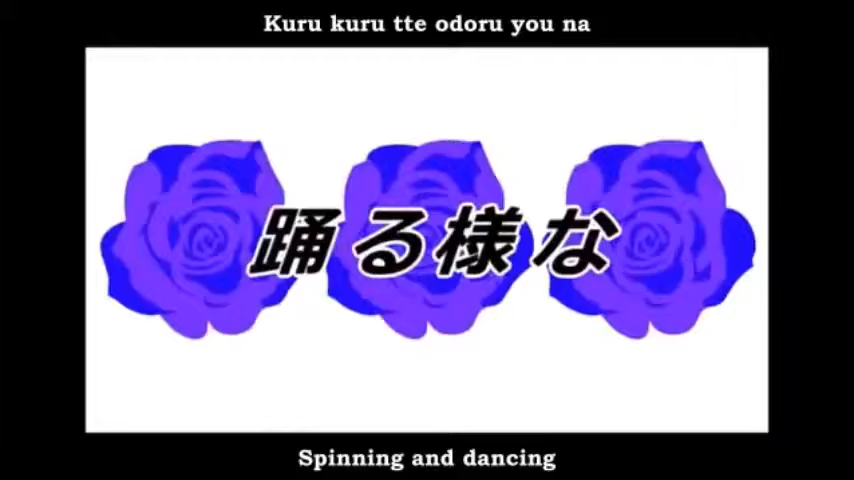 Kuru kuru tte odoru you na
踊る様な
Spinning and dancing